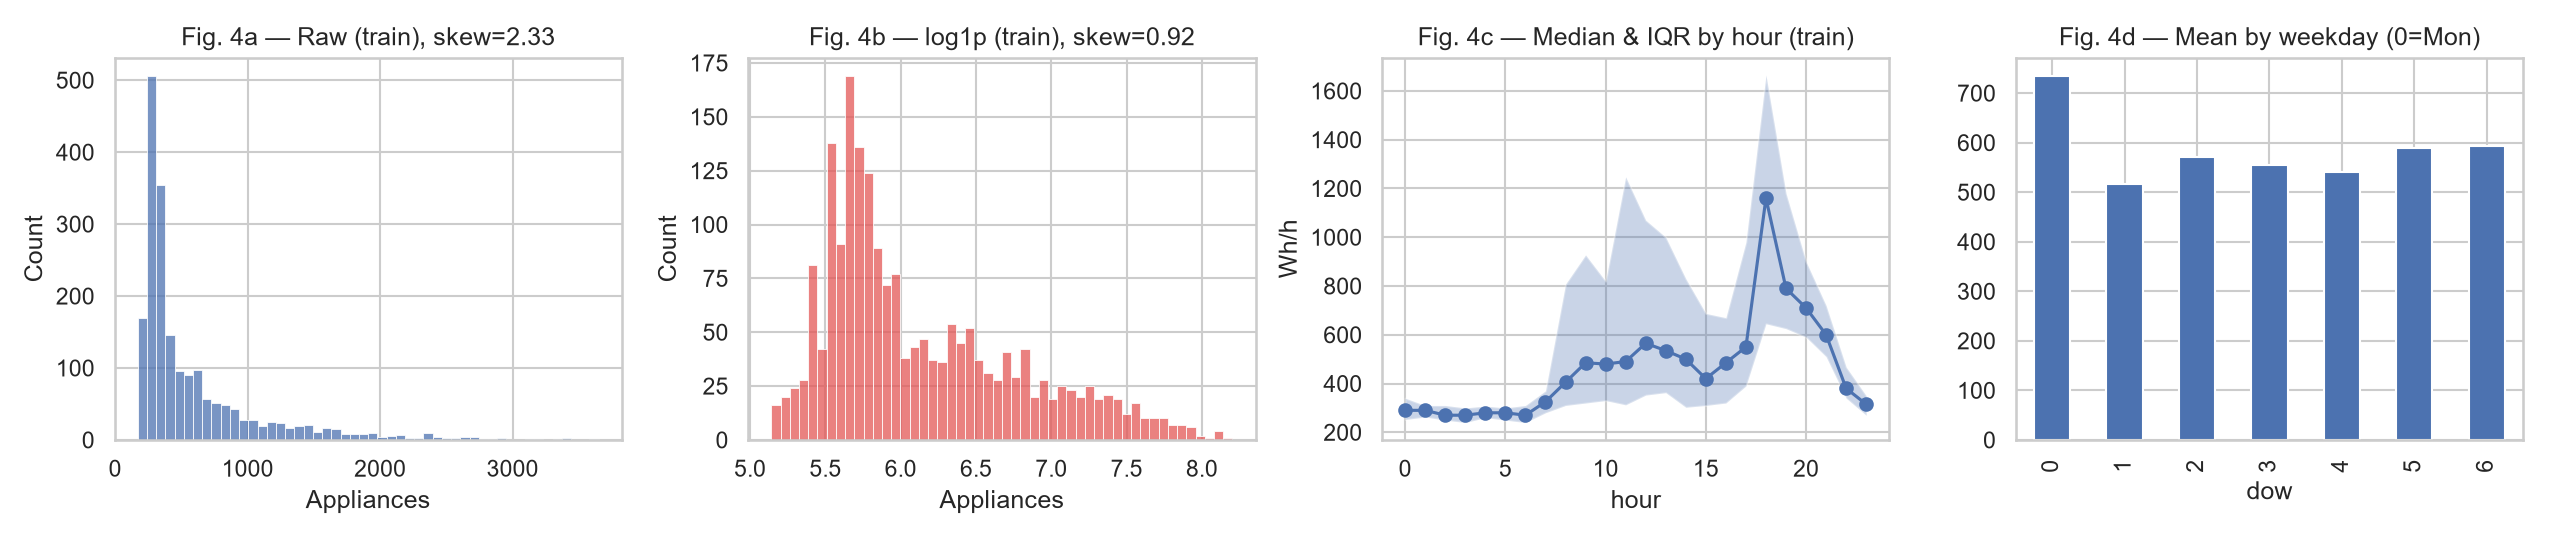 Fig. 4a — Raw (train), skew=2.33
500
400
300
200
100
0
Count
0 1000 2000 3000
Appliances
Fig. 4b — log1p (train), skew=0.92
175
150
125
100
75
50
25
0
Count
5.0 5.5 6.0 6.5 7.0 7.5 8.0
Appliances
Fig. 4c — Median & IQR by hour (train)
1600
1400
1200
1000
800
600
400
200
Wh/h
0 5 10 15 20
hour
Fig. 4d — Mean by weekday (0=Mon)
700
600
500
400
300
200
100
0
0 1 2 3 4 5 6
dow